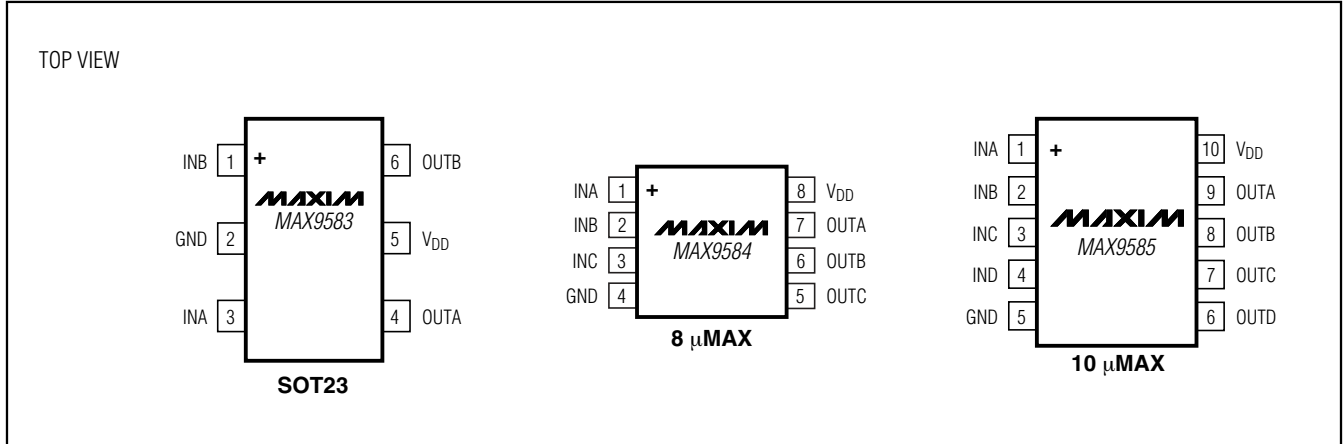 TOP VIEW
INB 1 + 6 OUTB
MAXIM
MAX9583
GND 2 5 VDD
INA 3 4 OUTA
SOT23
INA 1 + 8 VDD
INB 2 MAXIM 7 OUTA
MAX9584
INC 3 6 OUTB
GND 4 5 OUTC
8 μMAX
INA 1 + 10 VDD
INB 2 9 OUTA
MAXIM
INC 3 8 OUTB
MAX9585
IND 4 7 OUTC
GND 5 6 OUTD
10 μMAX